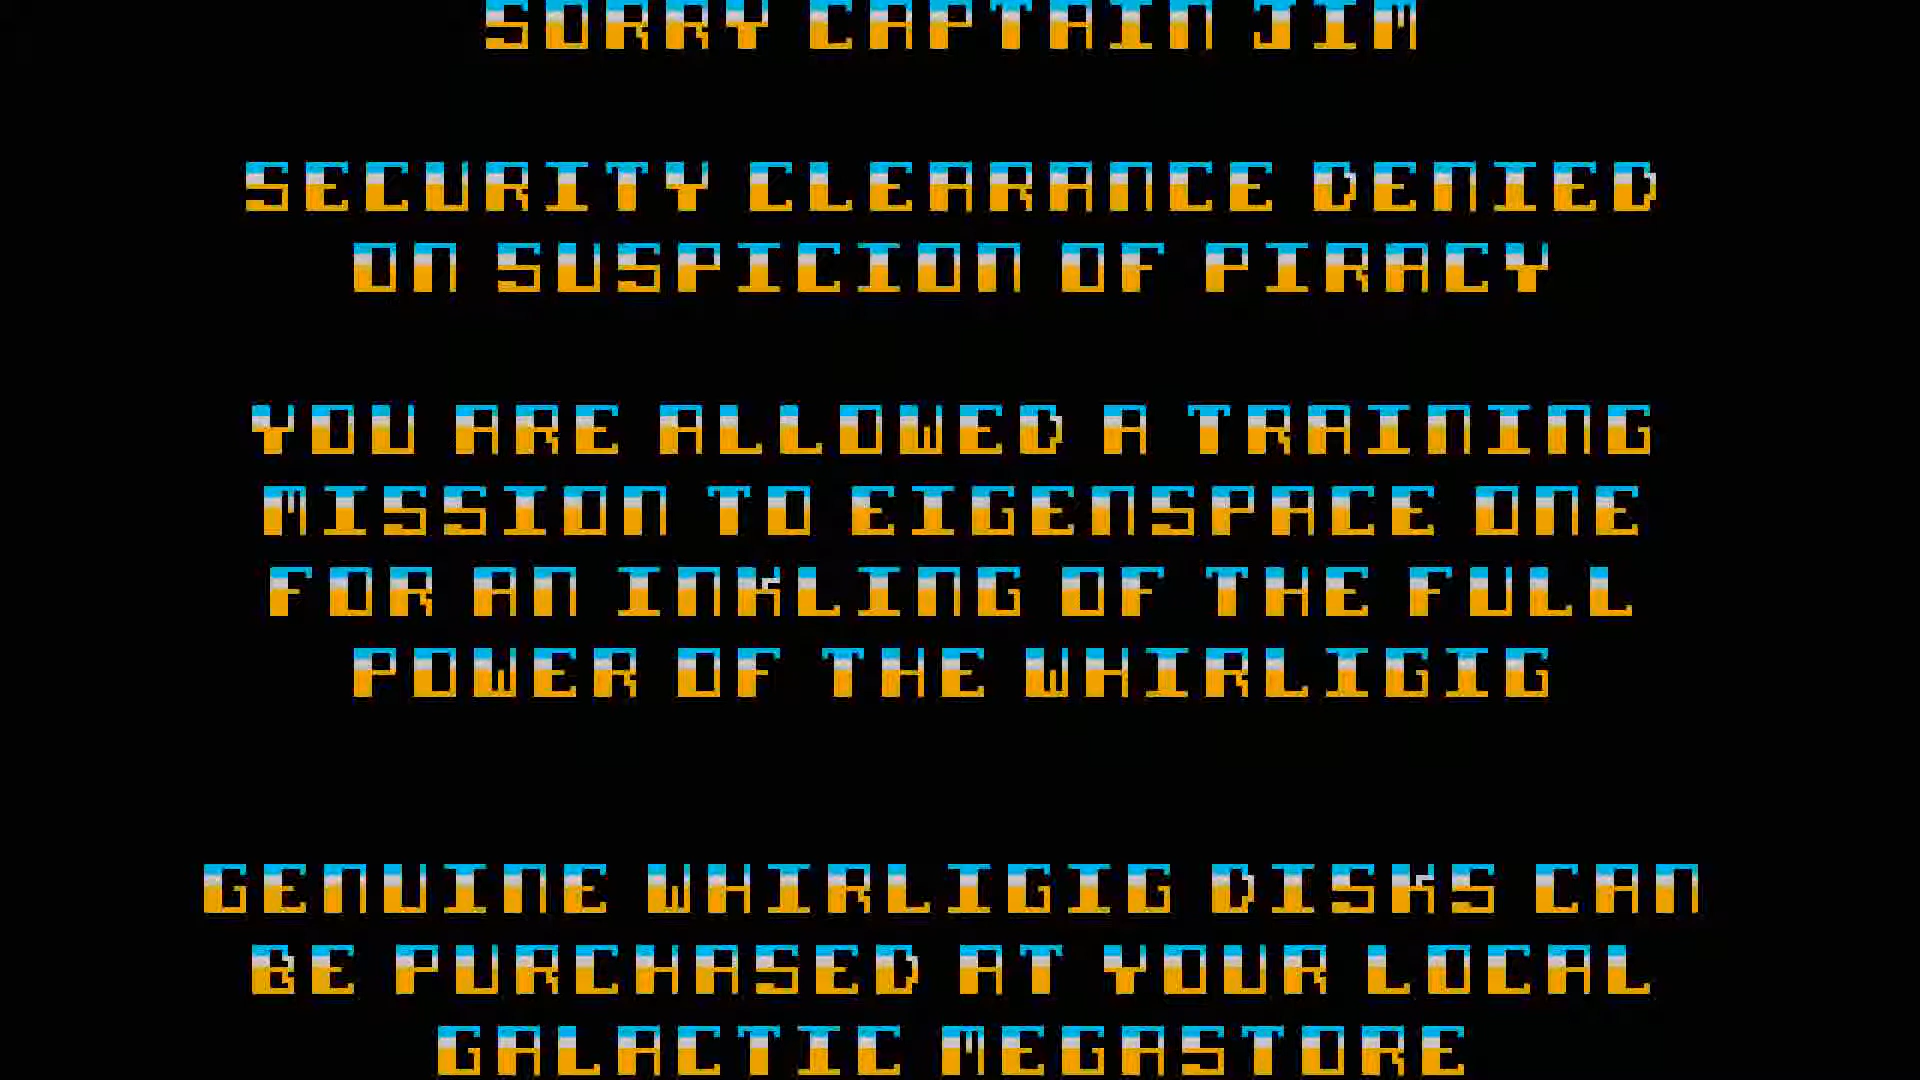 SORRY CAPTAIN JIM
SECURITY CLEARANCE DENIED
ON SUSPICION OF PIRACY
YOU ARE ALLOWED A TRAINING
MISSION TO EIGENSPACE ONE
FOR AN INKLING OF THE FULL
POWER OF THE WHIRLIGIG
GENUINE WHIRLIGIG DISKS CAN
BE PURCHASED AT YOUR LOCAL
GALACTIC MEGASTORE